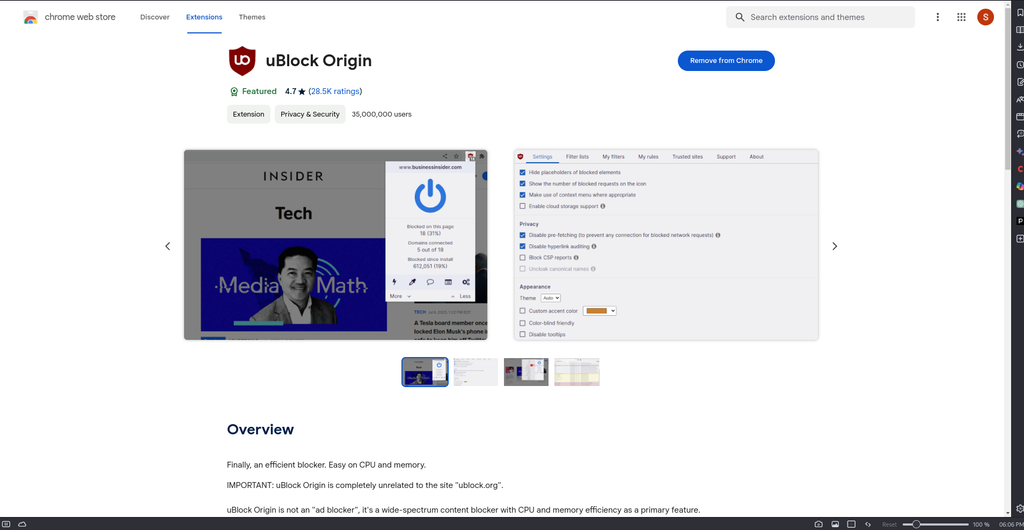 chrome web store
Discover
Extensions
Themes
Search extensions and themes
S
uBlock Origin
Remove from Chrome
Featured
4.7 ★ (28.5K ratings)
Extension
Privacy & Security
35,000,000 users
INSIDER
Tech
Media Math
www.businessinsider.com
Blocked on this page
18 (31%)
Domains connected
5 out of 18
Blocked since install
612,051 (19%)
More
Less
A Tesla board member once
locked Elon Musk's phone is
Settings
Filter lists
My filters
My rules
Trusted sites
Support
About
Hide placeholders of blocked elements
Show the number of blocked requests on the icon
Make use of context menu where appropriate
Enable cloud storage support
Privacy
Disable pre-fetching (to prevent any connection for blocked network requests)
Disable hyperlink auditing
Block CSP reports
Uncloak canonical names
Appearance
Theme
Auto
Custom accent color
Color-blind friendly
Disable tooltips
Overview
Finally, an efficient blocker. Easy on CPU and memory.
IMPORTANT: uBlock Origin is completely unrelated to the site "ublock.org".
uBlock Origin is not an "ad blocker", it's a wide-spectrum content blocker with CPU and memory efficiency as a primary feature.
Reset
100 %
06:06 PM